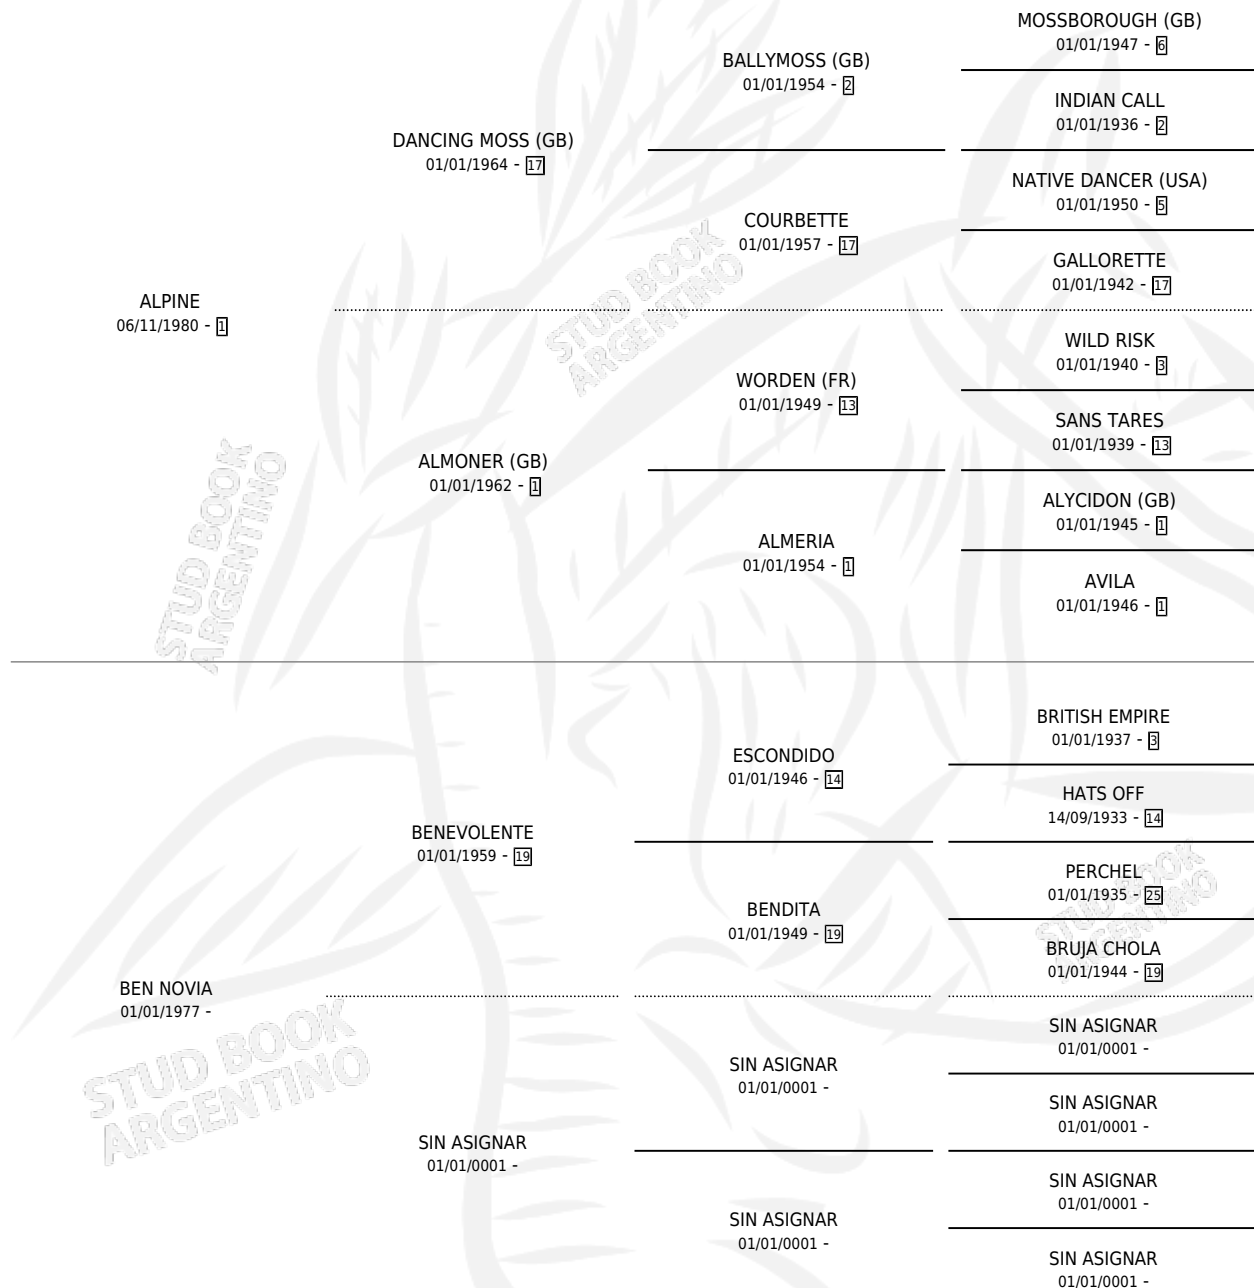 MOSSBOROUGH (GB)
01/01/1947 - 6
BALLYMOSS (GB)
01/01/1954 - 2
INDIAN CALL
01/01/1936 - 2
DANCING MOSS (GB)
01/01/1964 - 17
NATIVE DANCER (USA)
01/01/1950 - 5
COURBETTE
01/01/1957 - 17
GALLORETTE
01/01/1942 - 17
ALPINE
06/11/1980 - 1
WILD RISK
01/01/1940 - 3
WORDEN (FR)
01/01/1949 - 13
SANS TARES
01/01/1939 - 13
ALMONER (GB)
01/01/1962 - 1
ALYCIDON (GB)
01/01/1945 - 1
ALMERIA
01/01/1954 - 1
AVILA
01/01/1946 - 1
BRITISH EMPIRE
01/01/1937 - 3
ESCONDIDO
01/01/1946 - 14
HATS OFF
14/09/1933 - 14
BENEVOLENTE
01/01/1959 - 19
PERCHEL
01/01/1935 - 25
BENDITA
01/01/1949 - 19
BRUJA CHOLA
01/01/1944 - 19
BEN NOVIA
01/01/1977 -
SIN ASIGNAR
01/01/0001 -
SIN ASIGNAR
01/01/0001 -
SIN ASIGNAR
01/01/0001 -
SIN ASIGNAR
01/01/0001 -
SIN ASIGNAR
01/01/0001 -
SIN ASIGNAR
01/01/0001 -
SIN ASIGNAR
01/01/0001 -
STUD BOOK
ARGENTINO
STUD BOOK
ARGENTINO
STUD BOOK
ARGENTINO
STUD BOOK
ARGENTINO